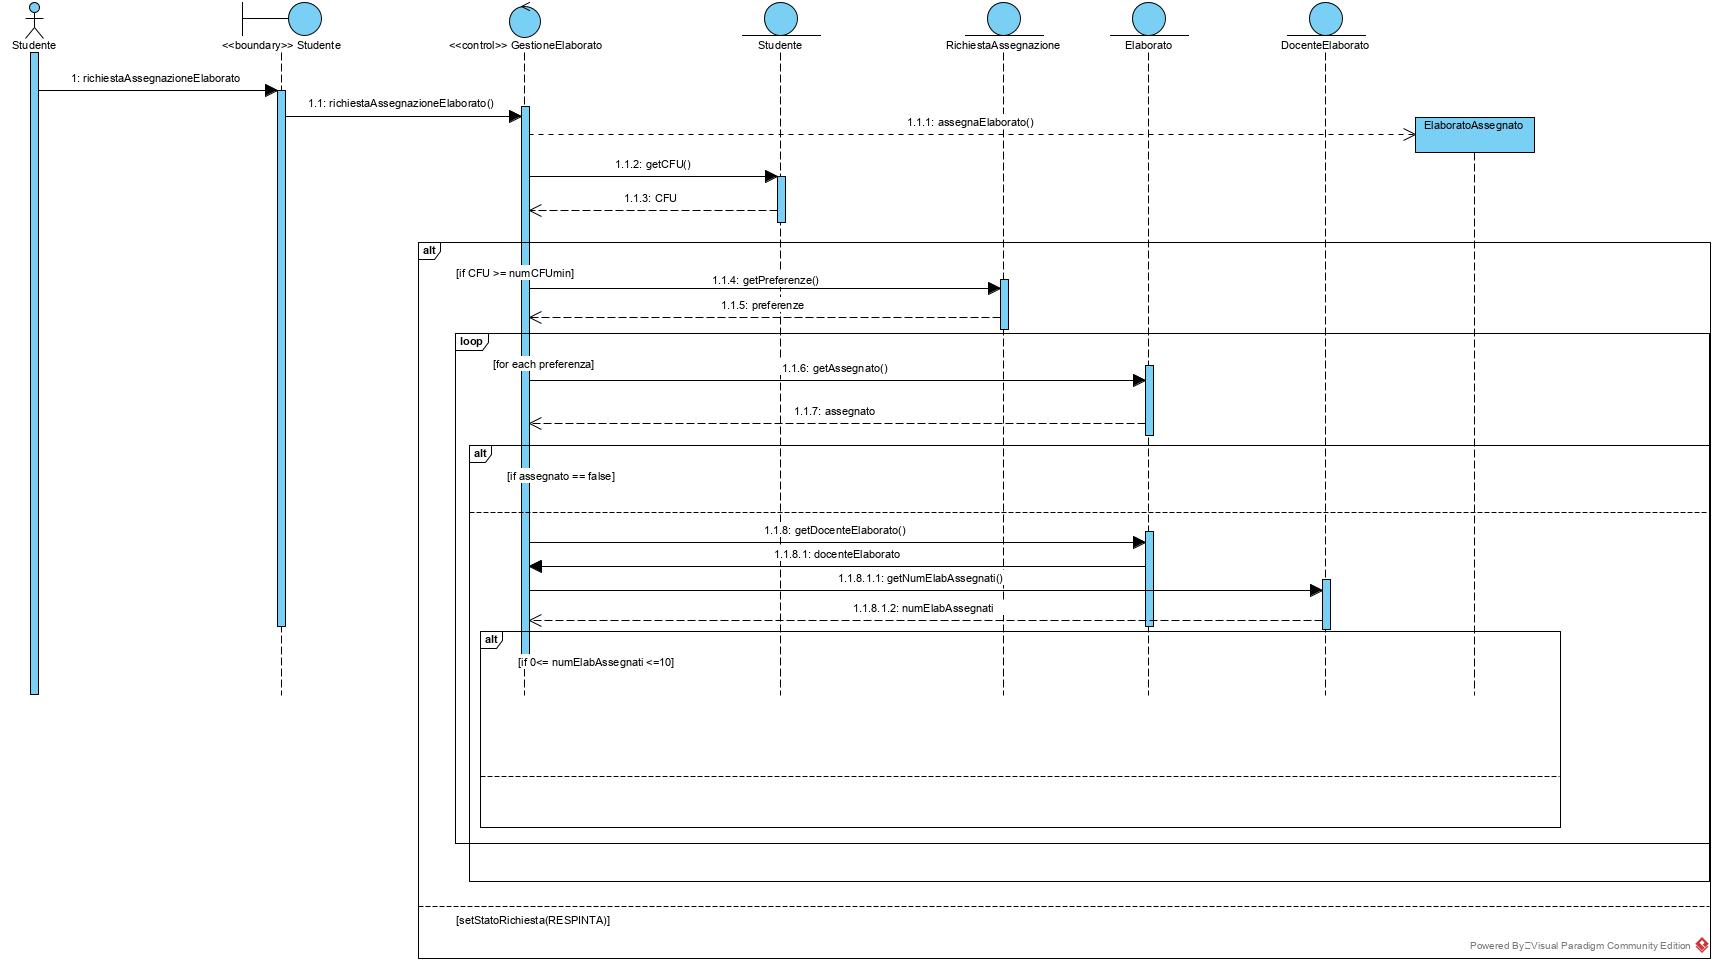 Studente
<<boundary>> Studente
<<control>> GestioneElaborato
Studente
RichiestaAssegnazione
Elaborato
DocenteElaborato
1: richiestaAssegnazioneElaborato
1.1: richiestaAssegnazioneElaborato()
1.1.1: assegnaElaborato()
ElaboratoAssegnato
1.1.2: getCFU()
1.1.3: CFU
alt
[if CFU >= numCFUmin]
1.1.4: getPreferenze()
1.1.5: preferenze
loop
[for each preferenza]
1.1.6: getAssegnato()
1.1.7: assegnato
alt
[if assegnato == false]
1.1.8: getDocenteElaborato()
1.1.8.1: docenteElaborato
1.1.8.1.1: getNumElabAssegnati()
1.1.8.1.2: numElabAssegnati
alt
[if 0<= numElabAssegnati <=10]
[setStatoRichiesta(RESPINTA)]
Powered By Visual Paradigm Community Edition